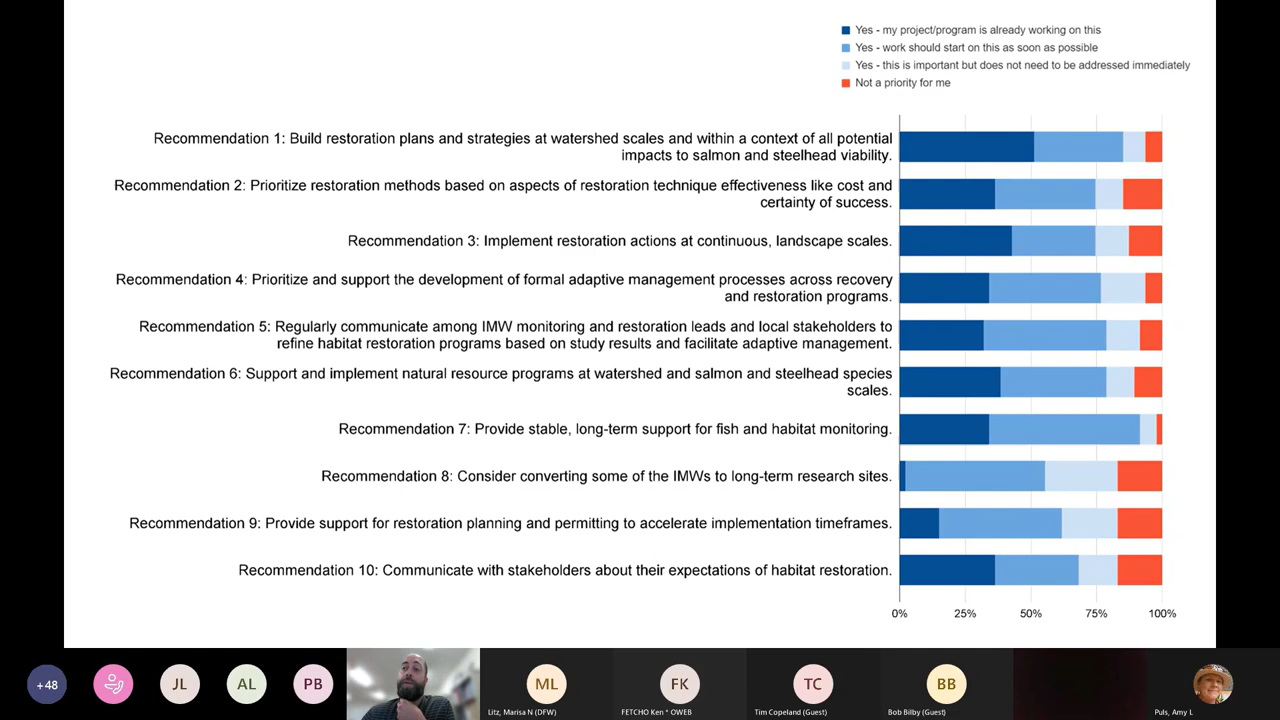 Yes - my project/program is already working on this
Yes - work should start on this as soon as possible
Yes - this is important but does not need to be addressed immediately
Not a priority for me
Recommendation 1: Build restoration plans and strategies at watershed scales and within a context of all potential
impacts to salmon and steelhead viability.
Recommendation 2: Prioritize restoration methods based on aspects of restoration technique effectiveness like cost and
certainty of success.
Recommendation 3: Implement restoration actions at continuous, landscape scales.
Recommendation 4: Prioritize and support the development of formal adaptive management processes across recovery
and restoration programs.
Recommendation 5: Regularly communicate among IMW monitoring and restoration leads and local stakeholders to
refine habitat restoration programs based on study results and facilitate adaptive management.
Recommendation 6: Support and implement natural resource programs at watershed and salmon and steelhead species
scales.
Recommendation 7: Provide stable, long-term support for fish and habitat monitoring.
Recommendation 8: Consider converting some of the IMWs to long-term research sites.
Recommendation 9: Provide support for restoration planning and permitting to accelerate implementation timeframes.
Recommendation 10: Communicate with stakeholders about their expectations of habitat restoration.
0% 25% 50% 75% 100%
+48 JL AL PB ML FK TC BB
Litz, Marisa N (DFW) FETCHO Ken * OWEB Tim Copeland (Guest) Bob Bilby (Guest) Puls, Amy L